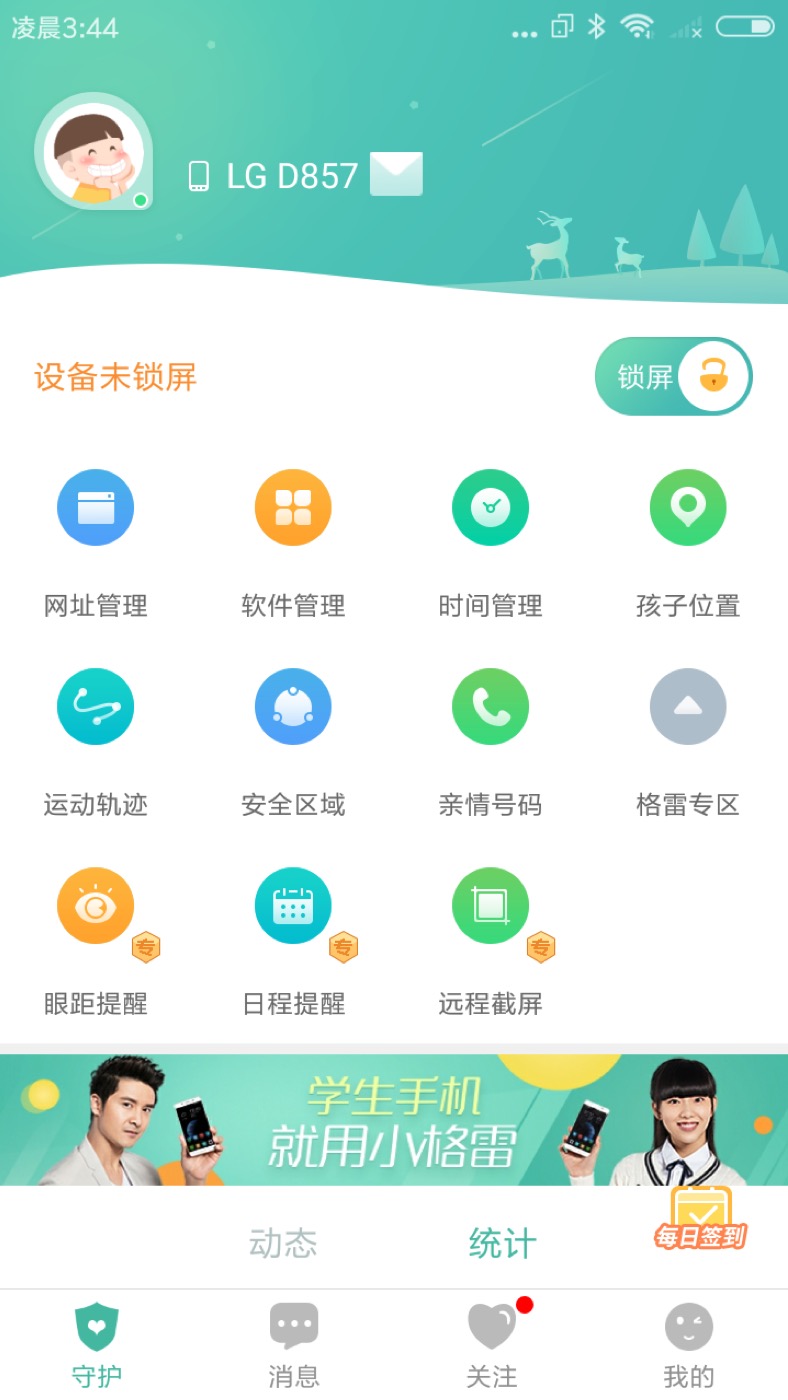 凌晨3:44
LG D857
设备未锁屏
锁屏
网址管理 软件管理 时间管理 孩子位置
运动轨迹 安全区域 亲情号码 格雷专区
专 专 专
眼距提醒 日程提醒 远程截屏
学生手机
就用小格雷
动态 统计
每日签到
守护 消息 关注 我的